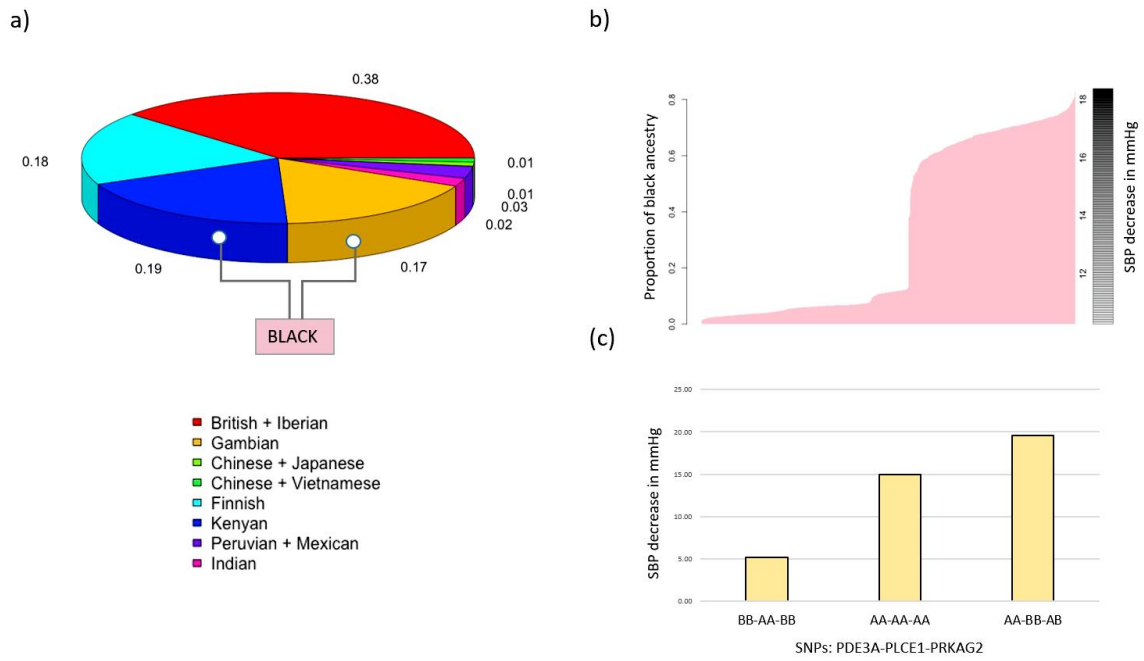 a)
0.38
0.18
0.01
0.01
0.03
0.02
0.19
0.17
BLACK
British + Iberian
Gambian
Chinese + Japanese
Chinese + Vietnamese
Finnish
Kenyan
Peruvian + Mexican
Indian
b)
Proportion of black ancestry
0.8
0.6
0.4
0.2
0.0
18
16
14
12
SBP decrease in mmHg
(c)
SBP decrease in mmHg
25.00
20.00
15.00
10.00
5.00
0.00
BB-AA-BB
AA-AA-AA
AA-BB-AB
SNPs: PDE3A-PLCE1-PRKAG2